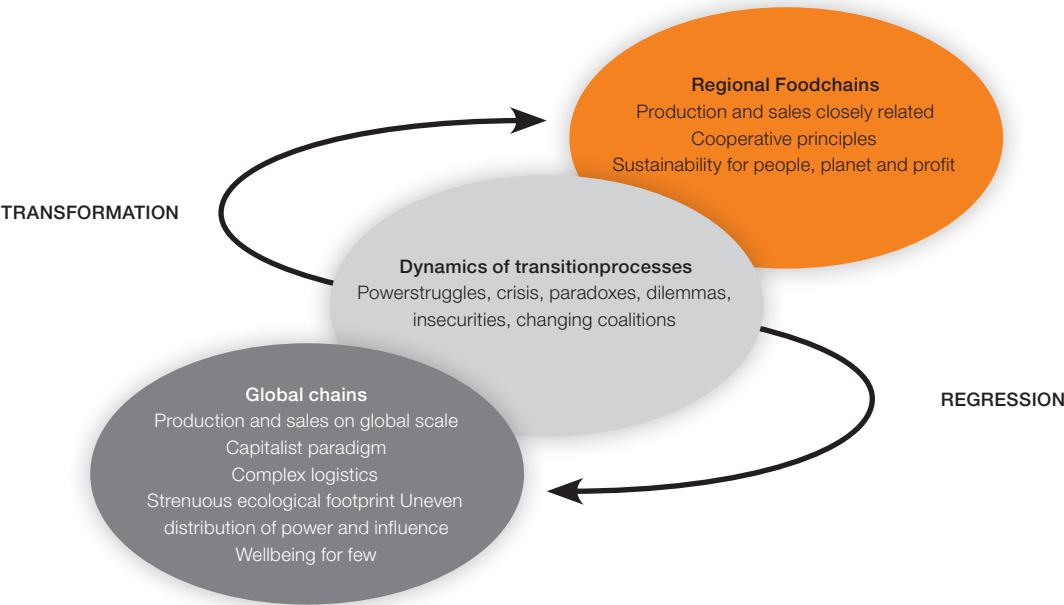 Regional Foodchains
Production and sales closely related
Cooperative principles
Sustainability for people, planet and profit
TRANSFORMATION
Dynamics of transitionprocesses
Powerstruggles, crisis, paradoxes, dilemmas,
insecurities, changing coalitions
REGRESSION
Global chains
Production and sales on global scale
Capitalist paradigm
Complex logistics
Strenuous ecological footprint Uneven
distribution of power and influence
Wellbeing for few